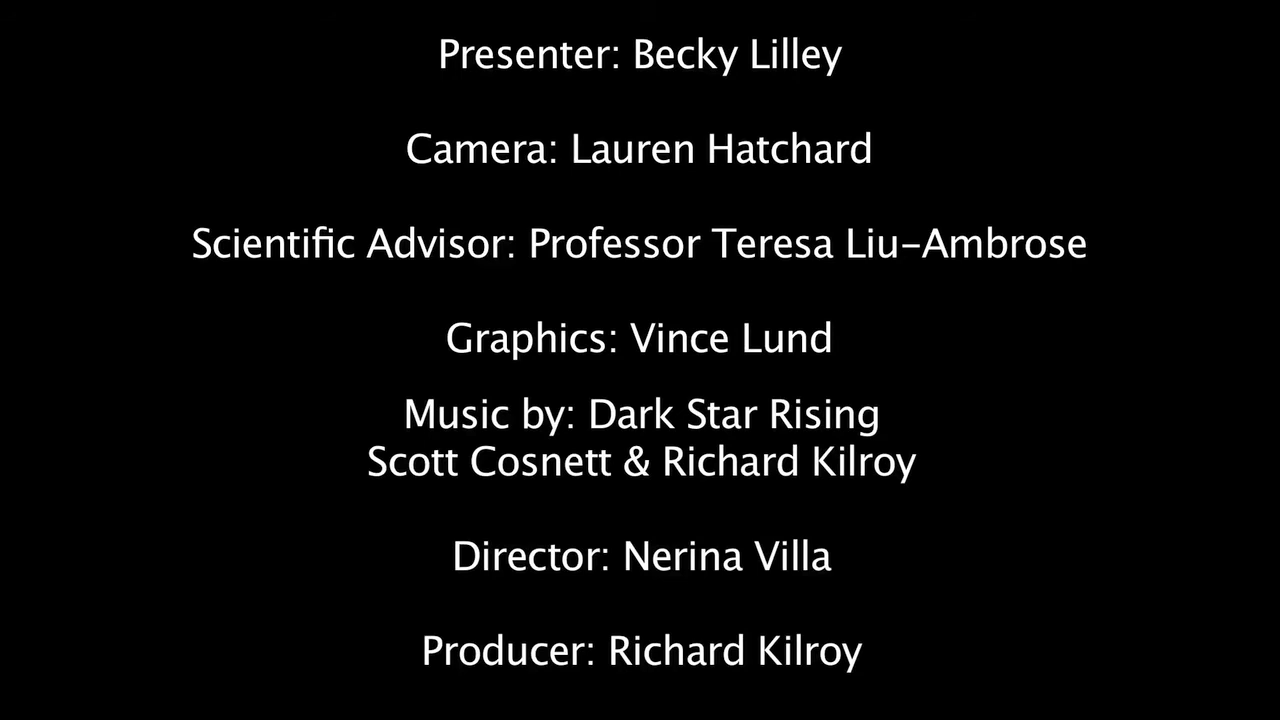 Presenter: Becky Lilley
Camera: Lauren Hatchard
Scientific Advisor: Professor Teresa Liu-Ambrose
Graphics: Vince Lund
Music by: Dark Star Rising
Scott Cosnett & Richard Kilroy
Director: Nerina Villa
Producer: Richard Kilroy